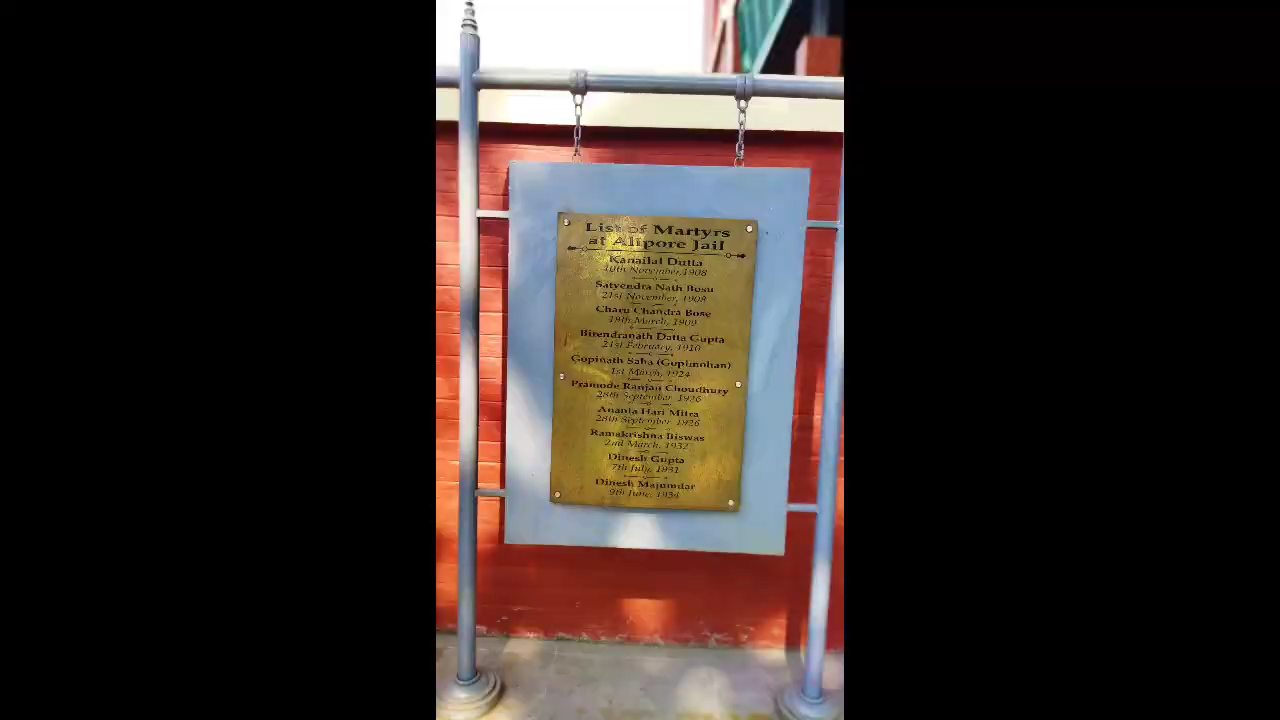 List of Martyrs
at Alipore Jail
Kanailal Dutta
10th November, 1908
Satyendra Nath Bosu
21st November, 1908
Charu Chandra Bose
19th March, 1909
Birendranath Datta Gupta
21st February, 1910
Gopinath Saha (Gopimohan)
1st March, 1924
Pramode Ranjan Choudhury
28th September, 1926
Ananta Hari Mitra
28th September, 1926
Ramakrishna Biswas
2nd March, 1932
Dinesh Gupta
7th July, 1931
Dinesh Majumdar
9th June, 1934